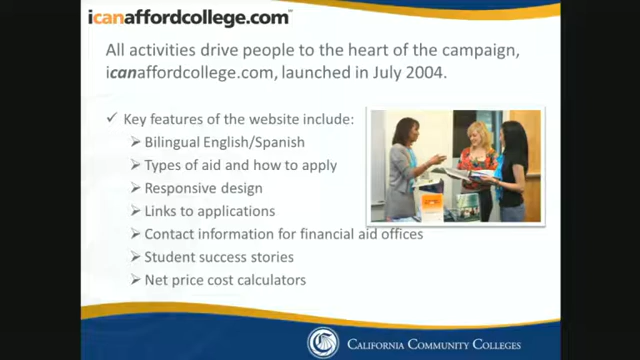 icanaffordcollege.com
All activities drive people to the heart of the campaign,
icanaffordcollege.com, launched in July 2004.
✓ Key features of the website include:
➢ Bilingual English/Spanish
➢ Types of aid and how to apply
➢ Responsive design
➢ Links to applications
➢ Contact information for financial aid offices
➢ Student success stories
➢ Net price cost calculators
CALIFORNIA COMMUNITY COLLEGES